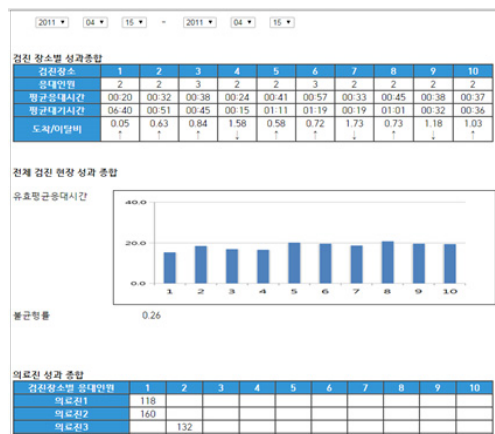 2011 04 15 - 2011 04 15
검진 장소별 성과종합
검진장소 1 2 3 4 5 6 7 8 9 10
응대인원 2 2 3 2 2 3 2 2 2 2
평균응대시간 00:20 00:32 00:38 00:24 00:41 00:57 00:33 00:45 00:38 00:37
평균대기시간 06:40 00:51 00:45 00:15 01:11 01:19 00:19 01:01 00:32 00:36
도착/이탈비 0.05 0.63 0.84 1.58 0.58 0.72 1.73 0.73 1.18 1.03
↑ ↑ ↑ ↓ ↑ ↑ ↓ ↑ ↓ ↓
전체 검진 현장 성과 종합
유효평균응대시간
40.0
20.0
0.0
1 2 3 4 5 6 7 8 9 10
불균형률 0.26
의료진 성과 종합
검진장소별 응대인원 1 2 3 4 5 6 7 8 9 10
의료진1 118
의료진2 160
의료진3 132